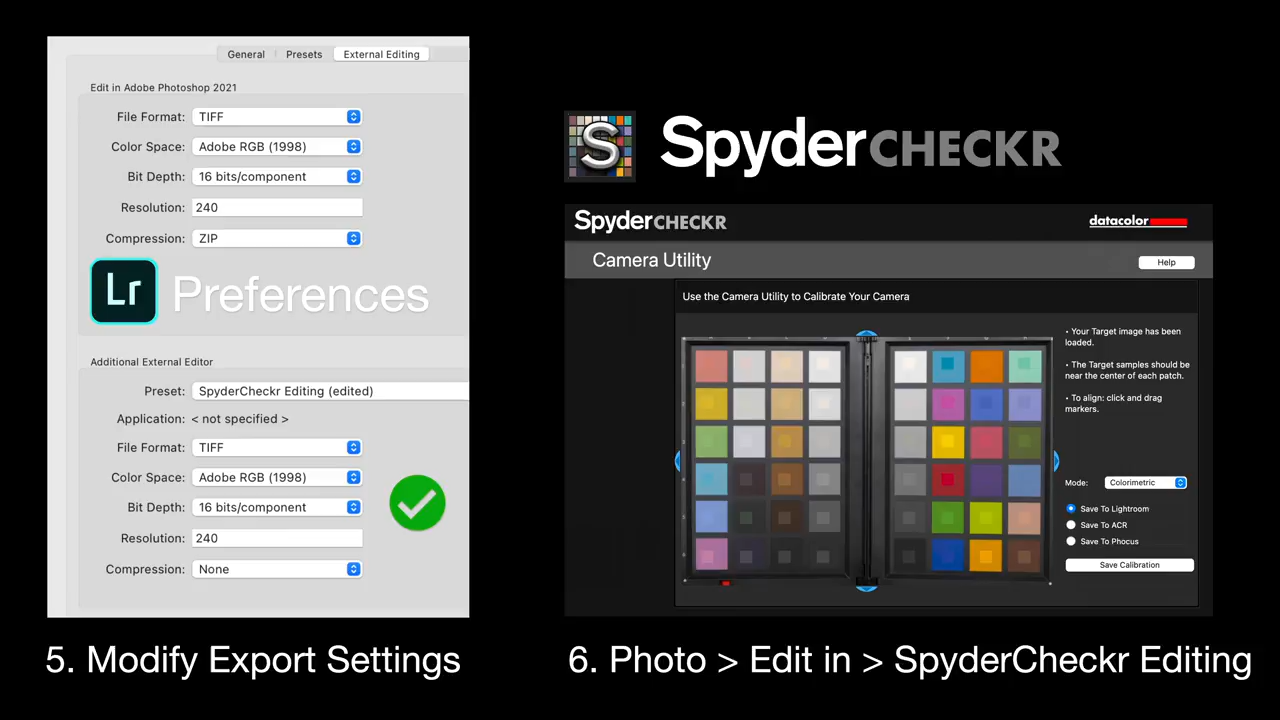 General Presets External Editing
Edit in Adobe Photoshop 2021
File Format: TIFF
Color Space: Adobe RGB (1998)
Bit Depth: 16 bits/component
Resolution: 240
Compression: ZIP
Lr Preferences
Additional External Editor
Preset: SpyderCheckr Editing (edited)
Application: < not specified >
File Format: TIFF
Color Space: Adobe RGB (1998)
Bit Depth: 16 bits/component
Resolution: 240
Compression: None
5. Modify Export Settings
S SpyderCHECKR
SpyderCHECKR datacolor
Camera Utility Help
Use the Camera Utility to Calibrate Your Camera
• Your Target image has been
loaded.
• The Target samples should be
near the center of each patch.
• To align: click and drag
markers.
Mode: Colorimetric
Save To Lightroom
Save To ACR
Save To Phocus
Save Calibration
6. Photo > Edit in > SpyderCheckr Editing